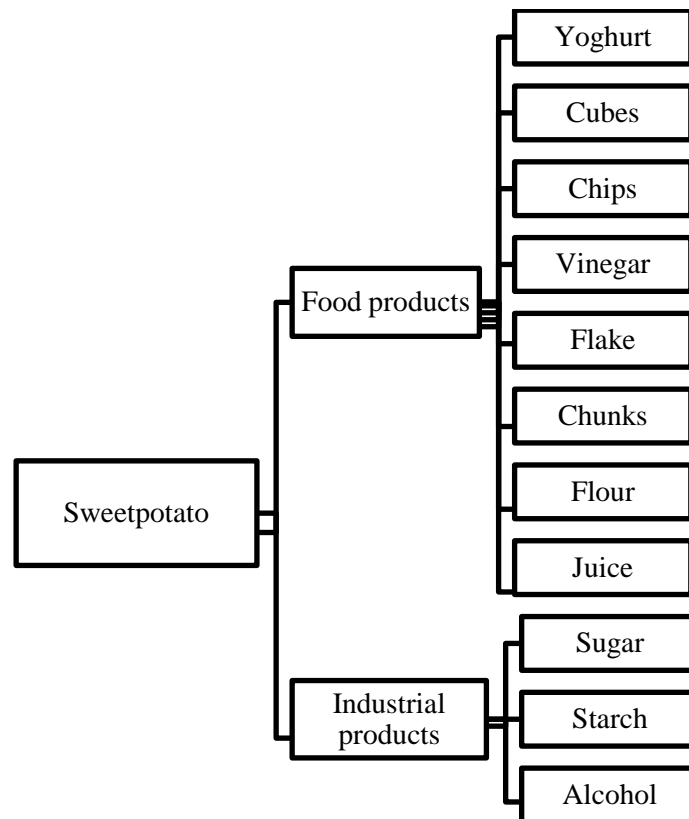 Yoghurt
Cubes
Chips
Vinegar
Food products
Flake
Chunks
Sweetpotato
Flour
Juice
Sugar
Industrial
products
Starch
Alcohol